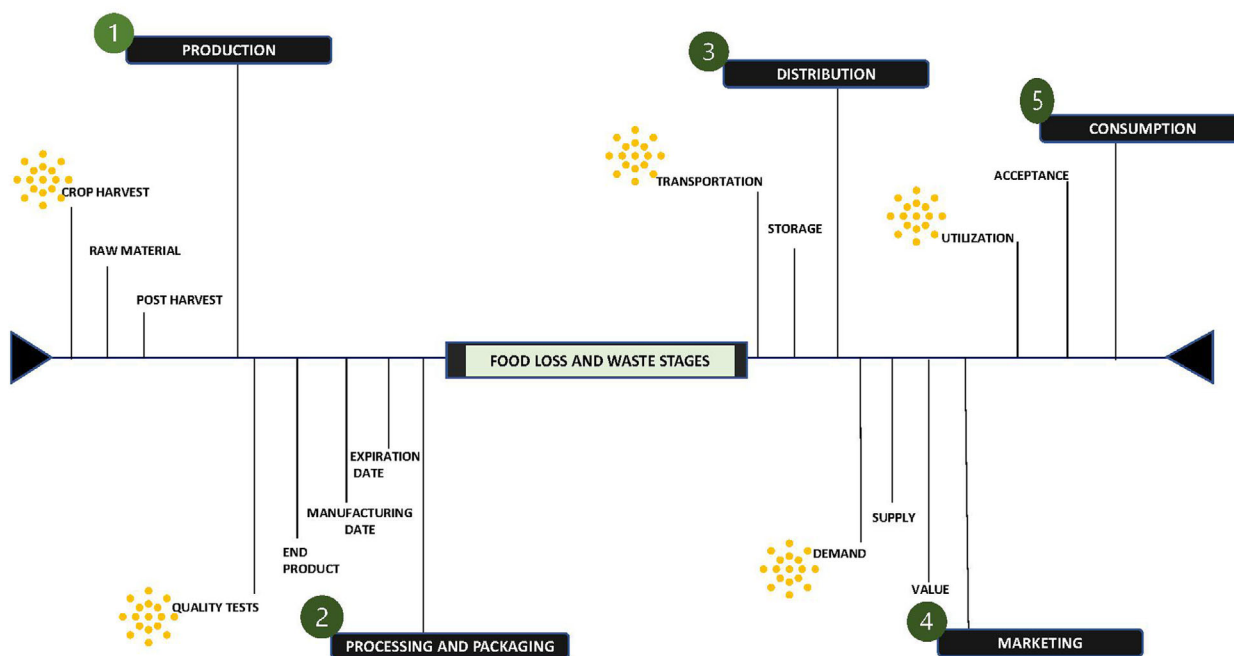 1
PRODUCTION
CROP HARVEST
RAW MATERIAL
POST HARVEST
QUALITY TESTS
END
PRODUCT
MANUFACTURING
DATE
EXPIRATION
DATE
2
PROCESSING AND PACKAGING
FOOD LOSS AND WASTE STAGES
3
DISTRIBUTION
TRANSPORTATION
STORAGE
DEMAND
SUPPLY
VALUE
4
MARKETING
5
CONSUMPTION
ACCEPTANCE
UTILIZATION